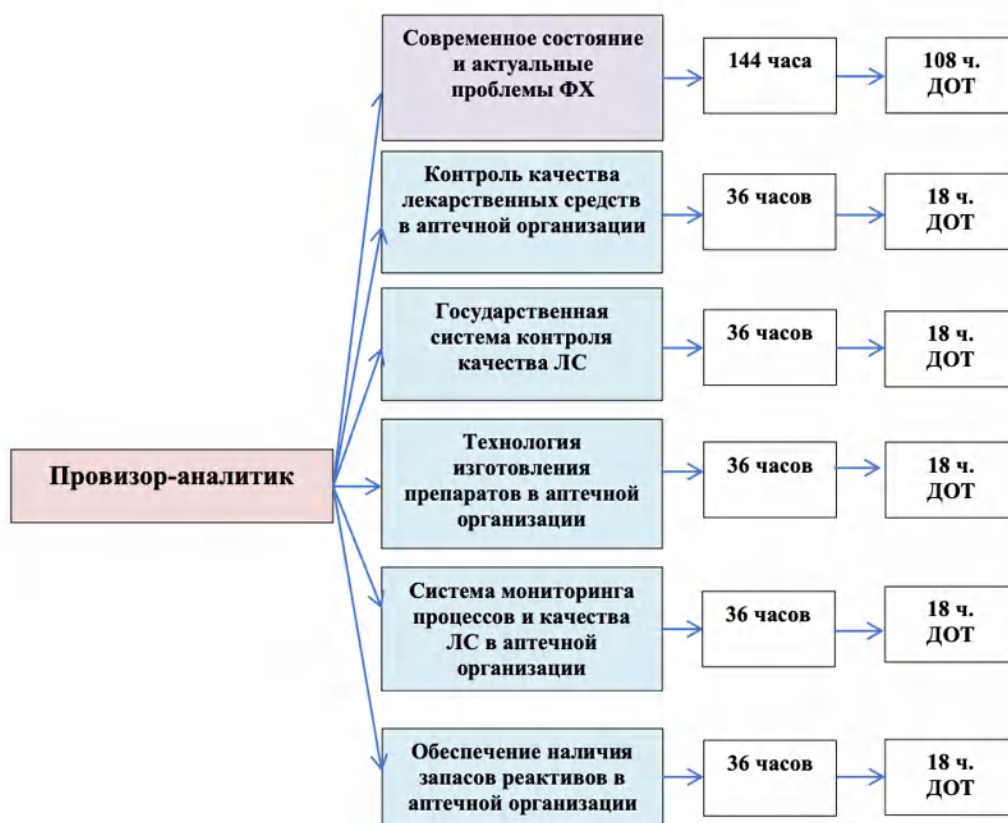 Современное состояние
и актуальные
проблемы ФХ
144 часа
108 ч.
ДОТ
Контроль качества
лекарственных средств
в аптечной организации
36 часов
18 ч.
ДОТ
Государственная
система контроля
качества ЛС
36 часов
18 ч.
ДОТ
Провизор-аналитик
Технология
изготовления
препаратов в аптечной
организации
36 часов
18 ч.
ДОТ
Система мониторинга
процессов и качества
ЛС в аптечной
организации
36 часов
18 ч.
ДОТ
Обеспечение наличия
запасов реактивов в
аптечной организации
36 часов
18 ч.
ДОТ